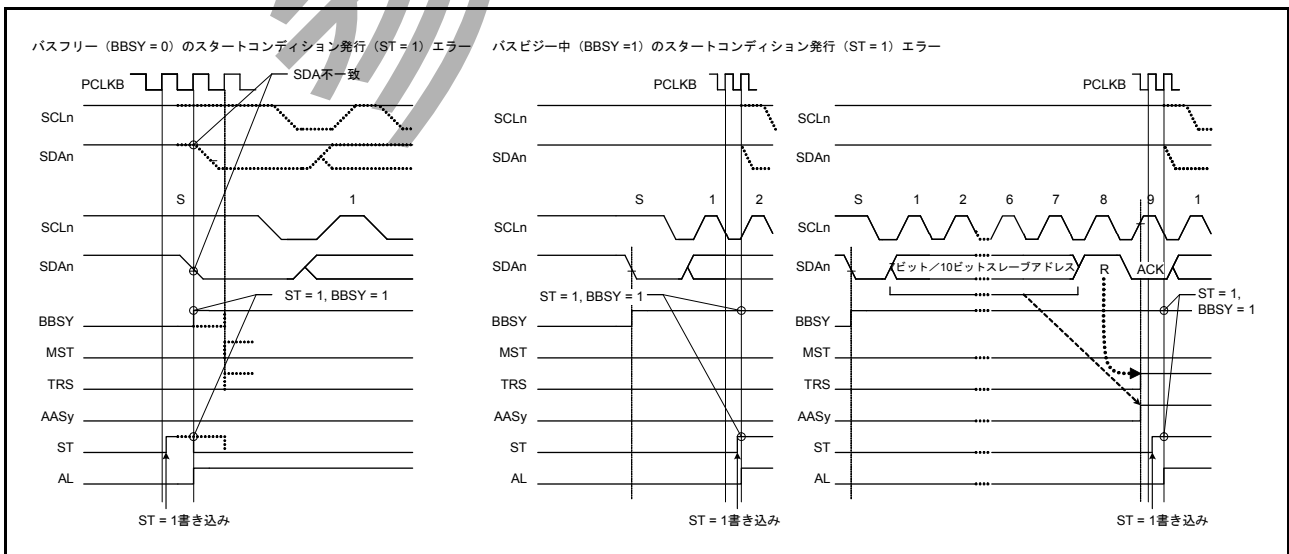 バスフリー（BBSY = 0）のスタートコンディション発行（ST = 1）エラー
PCLKB
SDA不一致
SCLn
SDAn
S 1
SCLn
SDAn
ST = 1, BBSY = 1
BBSY
MST
TRS
AASy
ST
AL
ST = 1書き込み
バスビジー中（BBSY =1）のスタートコンディション発行（ST = 1）エラー
PCLKB
SCLn
SDAn
S 1 2
SCLn
SDAn
ST = 1, BBSY = 1
BBSY
MST
TRS
AASy
ST
AL
ST = 1書き込み
PCLKB
SCLn
SDAn
S 1 2 6 7 8 9 1
SCLn
SDAn
7ビット／10ビットスレーブアドレス R ACK
ST = 1,
BBSY = 1
BBSY
MST
TRS
AASy
ST
AL
ST = 1書き込み